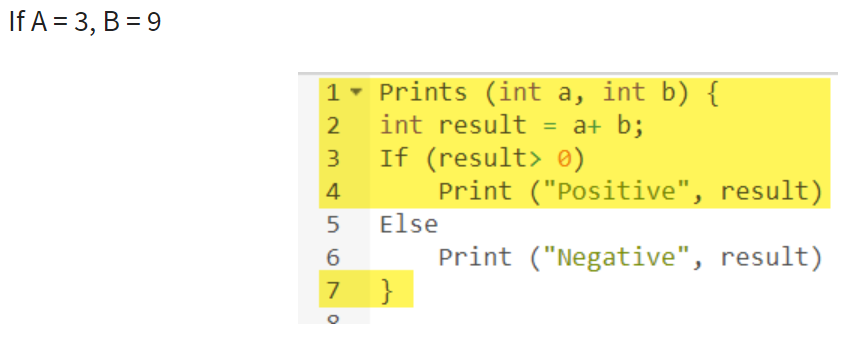 If A = 3, B = 9
1 Prints (int a, int b) {
2 int result = a+ b;
3 If (result> 0)
4 Print ("Positive", result)
5 Else
6 Print ("Negative", result)
7 }